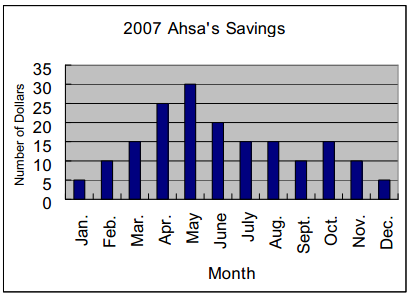 2007 Ahsa's Savings
Number of Dollars
35
30
25
20
15
10
5
0
Jan.
Feb.
Mar.
Apr.
May
June
July
Aug.
Sept.
Oct.
Nov.
Dec.
Month